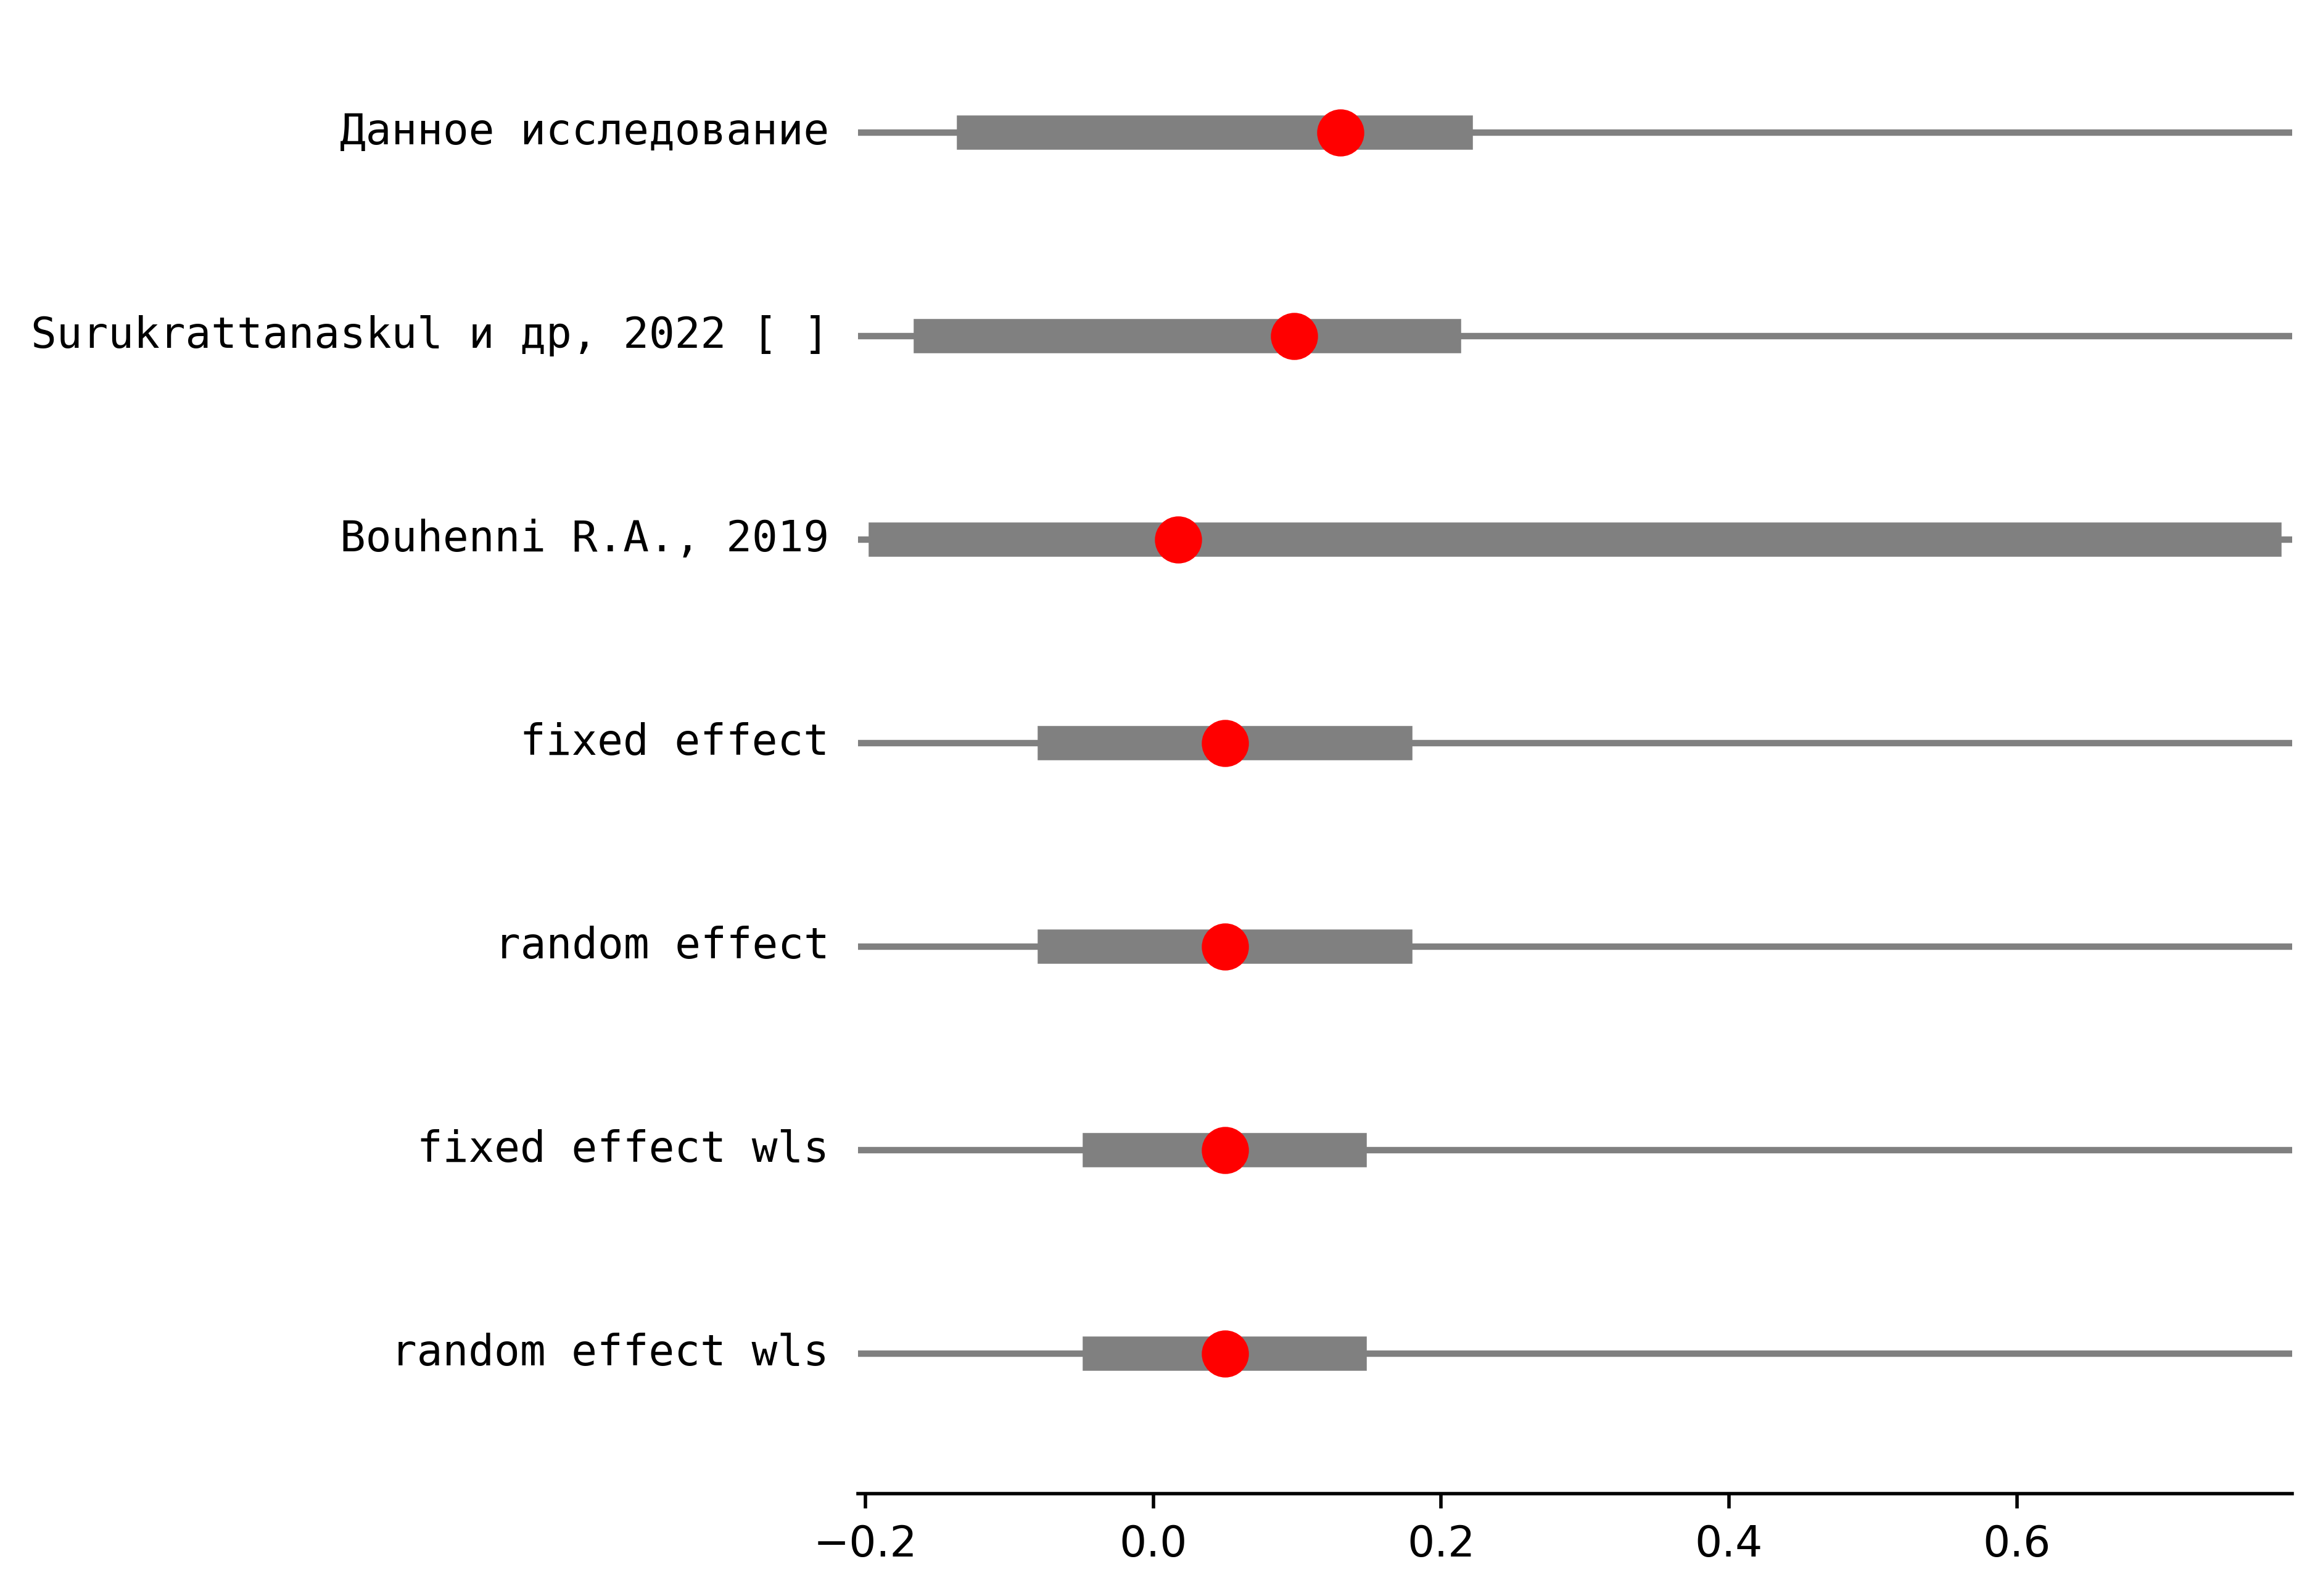 Данное исследование
Surukrattanaskul и др, 2022 [ ]
Bouhenni R.A., 2019
fixed effect
random effect
fixed effect wls
random effect wls
−0.2 0.0 0.2 0.4 0.6